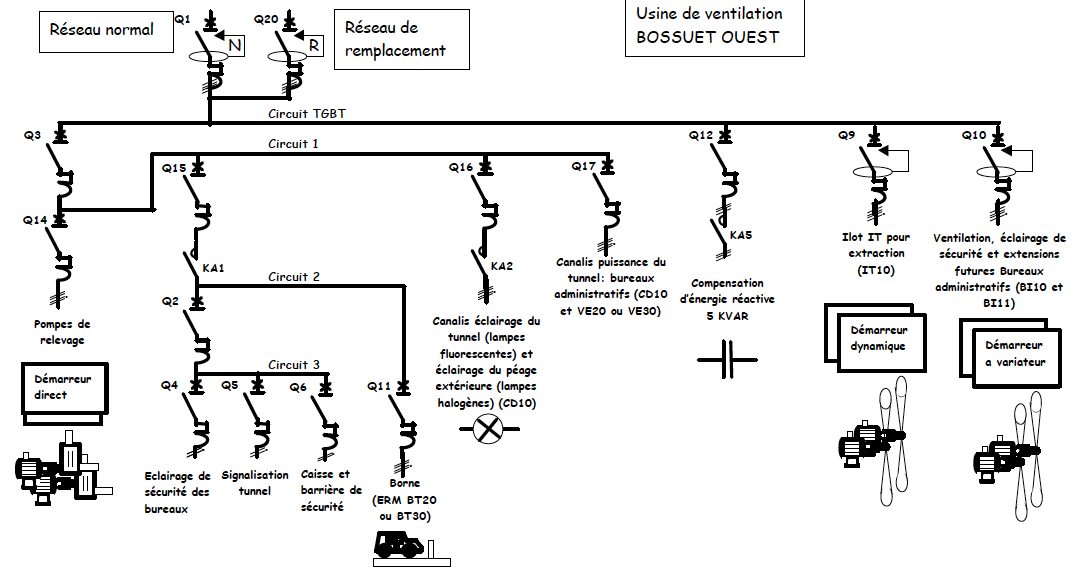 Réseau normal
Q1
N
Q20
R
Réseau de
remplacement
Usine de ventilation
BOSSUET OUEST
Circuit TGBT
Q3
Circuit 1
Q15
Q16
Q17
Q12
Q9
Q10
Q14
KA1
KA2
KA5
Circuit 2
Q2
Pompes de
relevage
Démarreur
direct
Circuit 3
Q4
Q5
Q6
Q11
Eclairage de
sécurité des
bureaux
Signalisation
tunnel
Caisse et
barrière de
sécurité
Borne
(ERM BT20
ou BT30)
Canalis éclairage du
tunnel (lampes
fluorescentes) et
éclairage du péage
extérieure (lampes
halogènes) (CD10)
Canalis puissance du
tunnel: bureaux
administratifs (CD10
et VE20 ou VE30)
Compensation
d'énergie réactive
5 KVAR
Ilot IT pour
extraction
(IT10)
Démarreur
dynamique
Ventilation, éclairage de
sécurité et extensions
futures Bureaux
administratifs (BI10 et
BI11)
Démarreur
a variateur